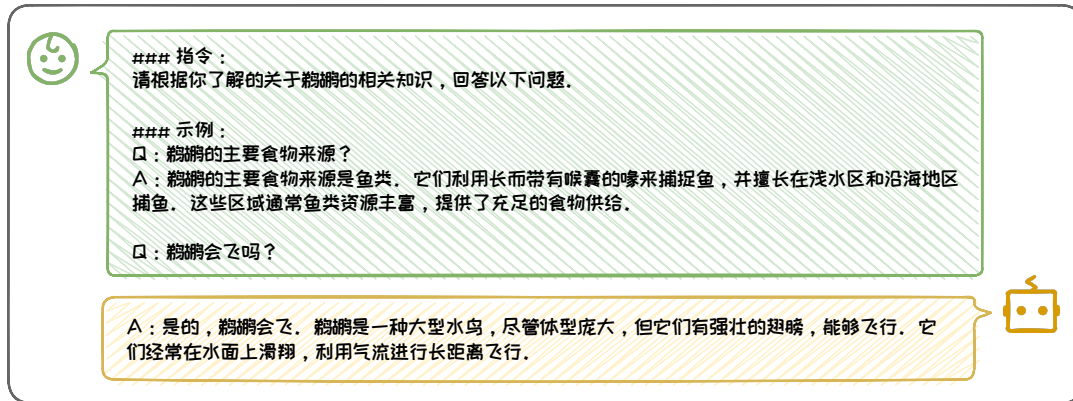 ### 指令：
请根据你了解的关于鹈鹕的相关知识，回答以下问题.
### 示例：
Q：鹈鹕的主要食物来源？
A：鹈鹕的主要食物来源是鱼类. 它们利用长而带有喉囊的喙来捕捉鱼，并擅长在浅水区和沿海地区
捕鱼. 这些区域通常鱼类资源丰富，提供了充足的食物供给.
Q：鹈鹕会飞吗？
A：是的，鹈鹕会飞. 鹈鹕是一种大型水鸟，尽管体型庞大，但它们有强壮的翅膀，能够飞行. 它
们经常在水面上滑翔，利用气流进行长距离飞行.